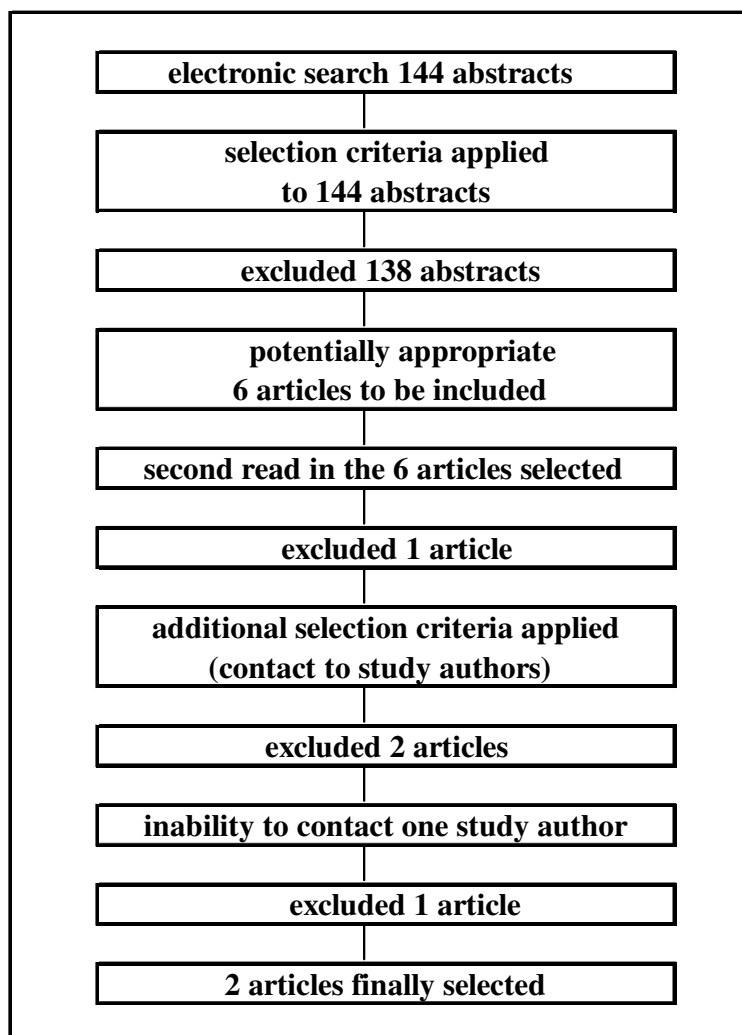 electronic search 144 abstracts
selection criteria applied
to 144 abstracts
excluded 138 abstracts
potentially appropriate
6 articles to be included
second read in the 6 articles selected
excluded 1 article
additional selection criteria applied
(contact to study authors)
excluded 2 articles
inability to contact one study author
excluded 1 article
2 articles finally selected